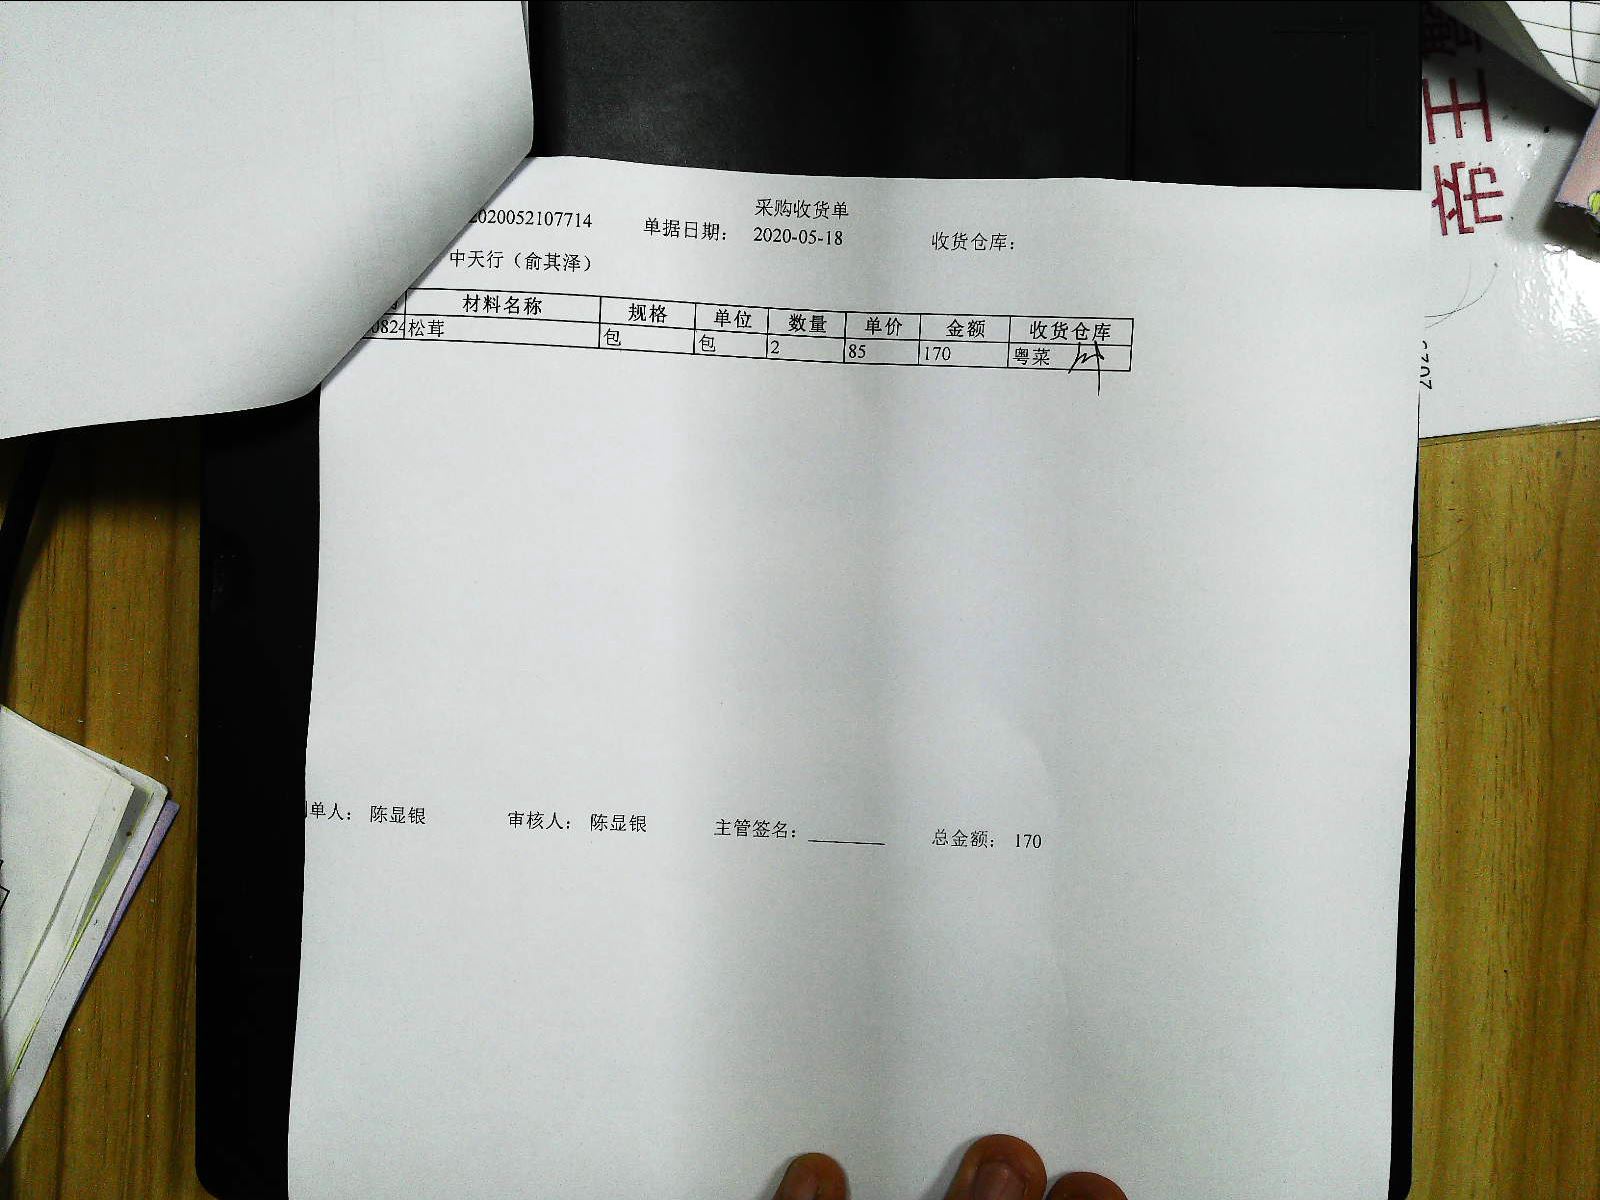 采购收货单
2020052107714 单据日期： 2020-05-18 收货仓库：
中天行（俞其泽）
材料名称 规格 单位 数量 单价 金额 收货仓库
0824 松茸 包 包 2 85 170 粤菜
单人： 陈显银 审核人： 陈显银 主管签名： 总金额： 170
帝王